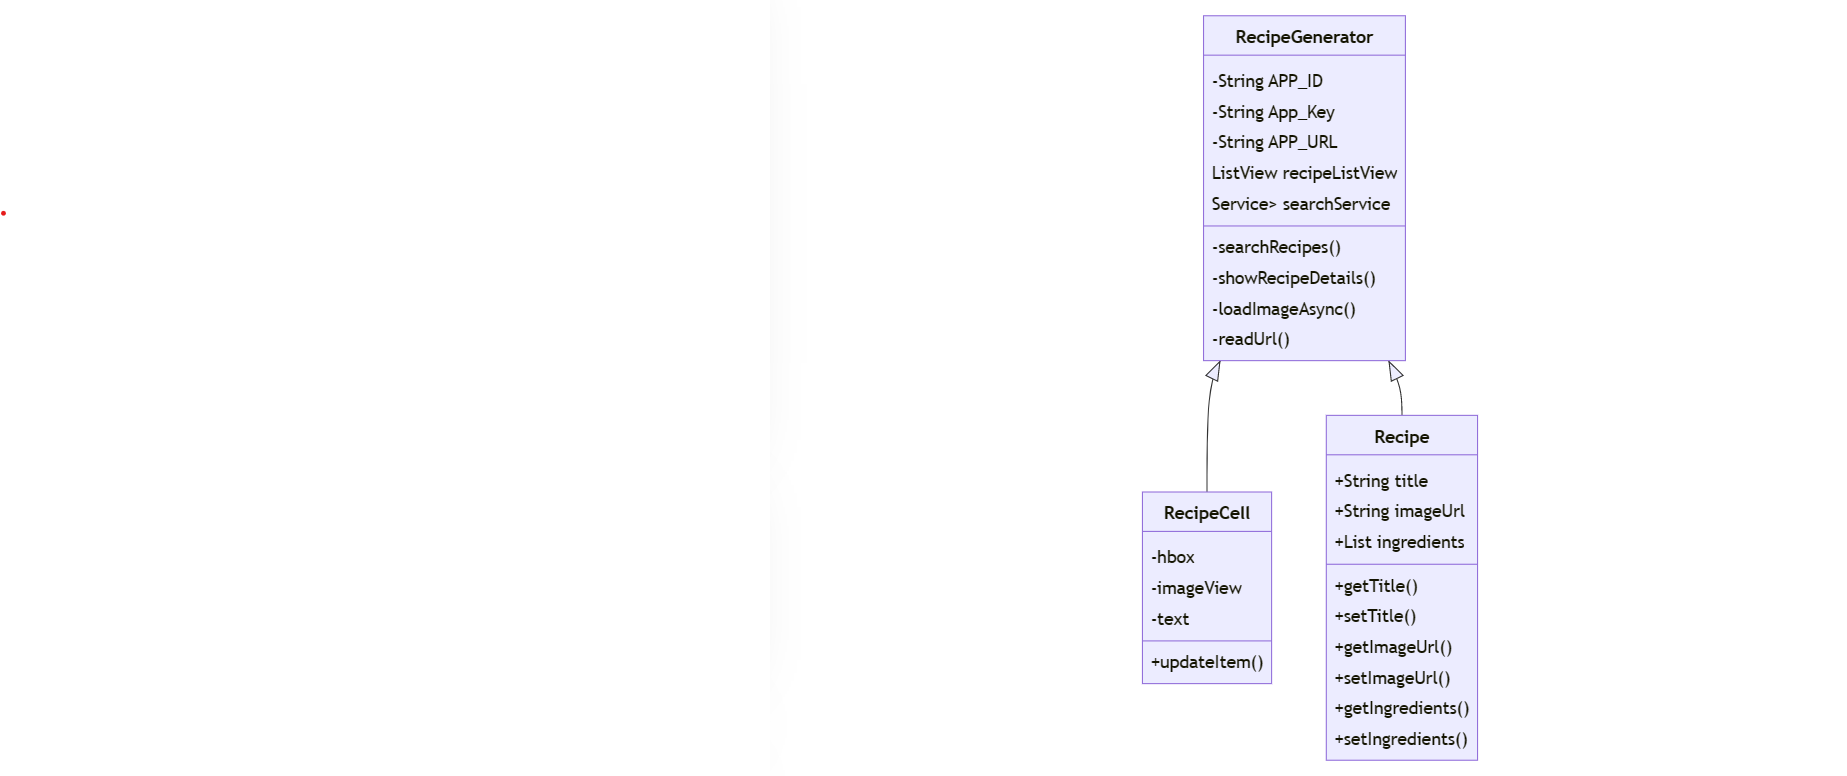 RecipeGenerator
-String APP_ID
-String App_Key
-String APP_URL
ListView recipeListView
Service> searchService
-searchRecipes()
-showRecipeDetails()
-loadImageAsync()
-readUrl()
RecipeCell
-hbox
-imageView
-text
+updateItem()
Recipe
+String title
+String imageUrl
+List ingredients
+getTitle()
+setTitle()
+getImageUrl()
+setImageUrl()
+getIngredients()
+setIngredients()